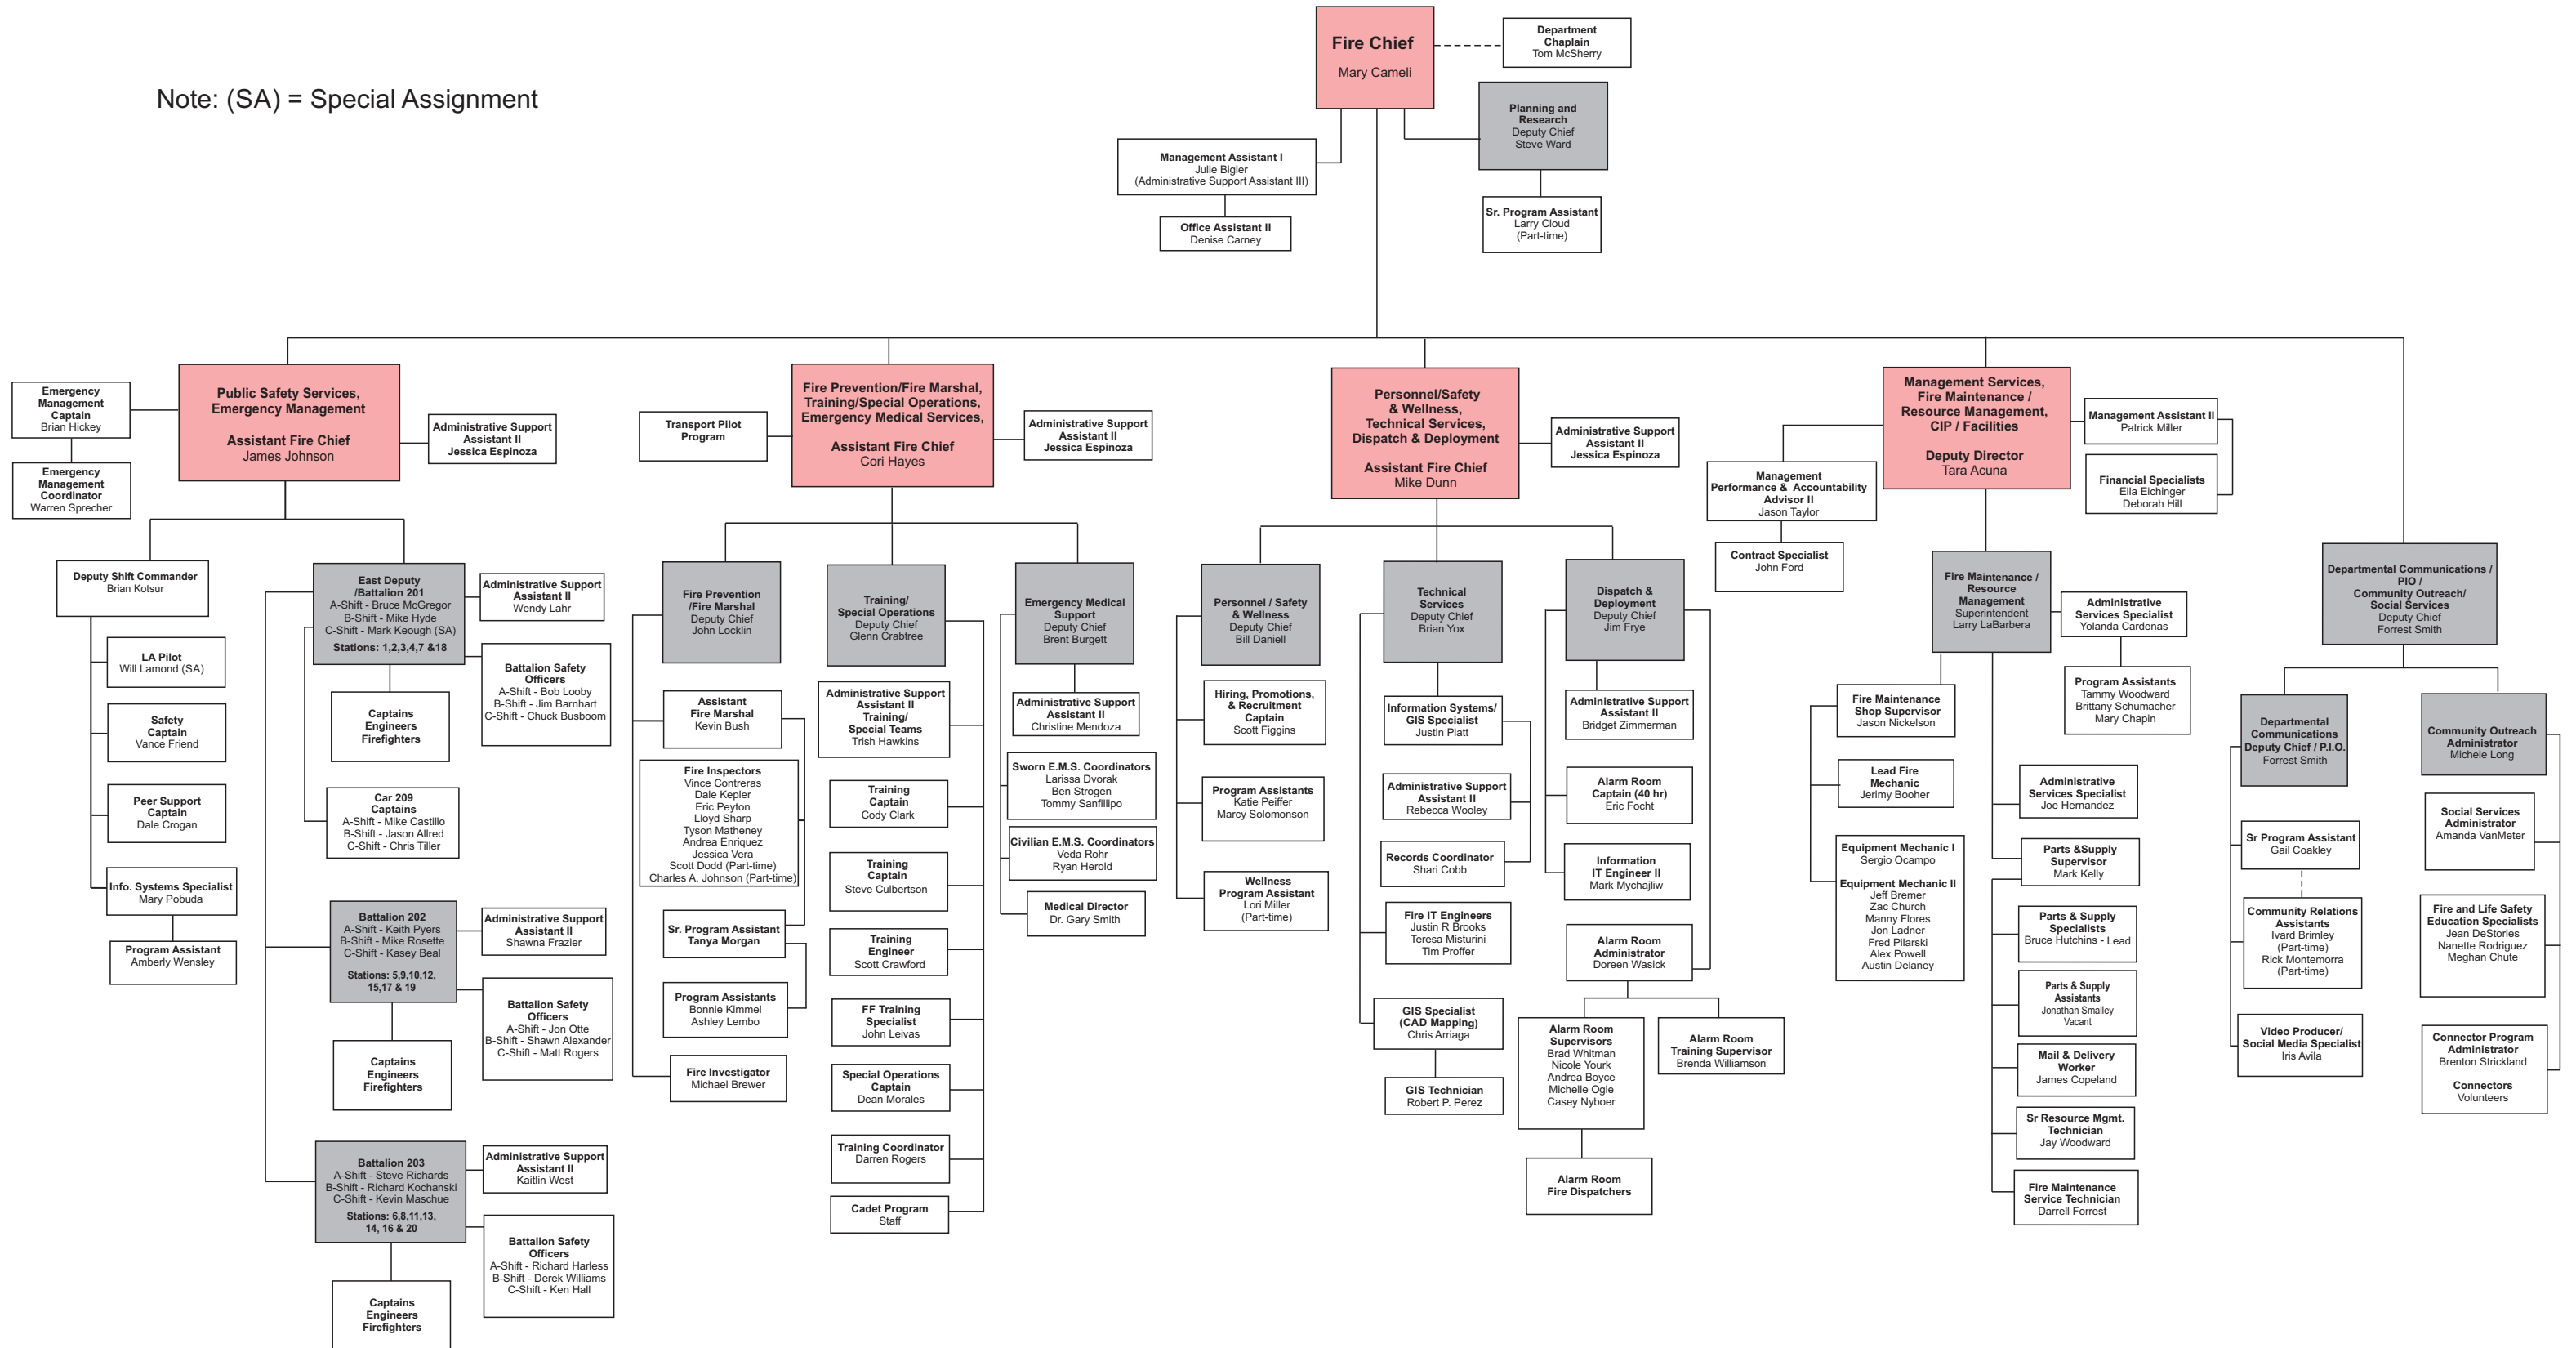 Note: (SA) = Special Assignment
Fire Chief
Mary Cameli
Department
Chaplain
Tom McSherry
Planning and
Research
Deputy Chief
Steve Ward
Management Assistant I
Julie Bigler
(Administrative Support Assistant III)
Office Assistant II
Denise Carney
Sr. Program Assistant
Larry Cloud
(Part-time)
Emergency
Management
Captain
Brian Hickey
Emergency
Management
Coordinator
Warren Sprecher
Public Safety Services,
Emergency Management
Assistant Fire Chief
James Johnson
Administrative Support
Assistant II
Jessica Espinoza
Deputy Shift Commander
Brian Kotsur
LA Pilot
Will Lamond (SA)
Safety
Captain
Vance Friend
Peer Support
Captain
Dale Crogan
Info. Systems Specialist
Mary Pobuda
Program Assistant
Amberly Wensley
East Deputy
/Battalion 201
A-Shift - Bruce McGregor
B-Shift - Mike Hyde
C-Shift - Mark Keough (SA)
Stations: 1,2,3,4,7 &18
Administrative Support
Assistant II
Wendy Lahr
Battalion Safety
Officers
A-Shift - Bob Looby
B-Shift - Jim Barnhart
C-Shift - Chuck Busboom
Captains
Engineers
Firefighters
Car 209
Captains
A-Shift - Mike Castillo
B-Shift - Jason Allred
C-Shift - Chris Tiller
Battalion 202
A-Shift - Keith Pyers
B-Shift - Mike Rosette
C-Shift - Kasey Beal
Stations: 5,9,10,12,
15,17 & 19
Administrative Support
Assistant II
Shawna Frazier
Battalion Safety
Officers
A-Shift - Jon Otte
B-Shift - Shawn Alexander
C-Shift - Matt Rogers
Captains
Engineers
Firefighters
Battalion 203
A-Shift - Steve Richards
B-Shift - Richard Kochanski
C-Shift - Kevin Maschue
Stations: 6,8,11,13,
14, 16 & 20
Administrative Support
Assistant II
Kaitlin West
Battalion Safety
Officers
A-Shift - Richard Harless
B-Shift - Derek Williams
C-Shift - Ken Hall
Captains
Engineers
Firefighters
Transport Pilot
Program
Fire Prevention/Fire Marshal,
Training/Special Operations,
Emergency Medical Services,
Assistant Fire Chief
Cori Hayes
Administrative Support
Assistant II
Jessica Espinoza
Fire Prevention
/Fire Marshal
Deputy Chief
John Locklin
Assistant
Fire Marshal
Kevin Bush
Fire Inspectors
Vince Contreras
Dale Kepler
Eric Peyton
Lloyd Sharp
Tyson Matheney
Andrea Enriquez
Jessica Vera
Scott Dodd (Part-time)
Charles A. Johnson (Part-time)
Sr. Program Assistant
Tanya Morgan
Program Assistants
Bonnie Kimmel
Ashley Lembo
Fire Investigator
Michael Brewer
Training/
Special Operations
Deputy Chief
Glenn Crabtree
Administrative Support
Assistant II
Training/
Special Teams
Trish Hawkins
Training
Captain
Cody Clark
Training
Captain
Steve Culbertson
Training
Engineer
Scott Crawford
FF Training
Specialist
John Leivas
Special Operations
Captain
Dean Morales
Training Coordinator
Darren Rogers
Cadet Program
Staff
Emergency Medical
Support
Deputy Chief
Brent Burgett
Administrative Support
Assistant II
Christine Mendoza
Sworn E.M.S. Coordinators
Larissa Dvorak
Ben Strogen
Tommy Sanfillipo
Civilian E.M.S. Coordinators
Veda Rohr
Ryan Herold
Medical Director
Dr. Gary Smith
Personnel/Safety
& Wellness,
Technical Services,
Dispatch & Deployment
Assistant Fire Chief
Mike Dunn
Administrative Support
Assistant II
Jessica Espinoza
Personnel / Safety
& Wellness
Deputy Chief
Bill Daniell
Hiring, Promotions,
& Recruitment
Captain
Scott Figgins
Program Assistants
Katie Peiffer
Marcy Solomonson
Wellness
Program Assistant
Lori Miller
(Part-time)
Technical
Services
Deputy Chief
Brian Yox
Information Systems/
GIS Specialist
Justin Platt
Administrative Support
Assistant II
Rebecca Wooley
Records Coordinator
Shari Cobb
Fire IT Engineers
Justin R Brooks
Teresa Misturini
Tim Proffer
GIS Specialist
(CAD Mapping)
Chris Arriaga
GIS Technician
Robert P. Perez
Dispatch &
Deployment
Deputy Chief
Jim Frye
Administrative Support
Assistant II
Bridget Zimmerman
Alarm Room
Captain (40 hr)
Eric Focht
Information
IT Engineer II
Mark Mychajliw
Alarm Room
Administrator
Doreen Wasick
Alarm Room
Supervisors
Brad Whitman
Nicole Yourk
Andrea Boyce
Michelle Ogle
Casey Nyboer
Alarm Room
Training Supervisor
Brenda Williamson
Alarm Room
Fire Dispatchers
Management Services,
Fire Maintenance /
Resource Management,
CIP / Facilities
Deputy Director
Tara Acuna
Management Assistant II
Patrick Miller
Financial Specialists
Ella Eichinger
Deborah Hill
Management
Performance & Accountability
Advisor II
Jason Taylor
Contract Specialist
John Ford
Fire Maintenance /
Resource
Management
Superintendent
Larry LaBarbera
Administrative
Services Specialist
Yolanda Cardenas
Program Assistants
Tammy Woodward
Brittany Schumacher
Mary Chapin
Fire Maintenance
Shop Supervisor
Jason Nickelson
Lead Fire
Mechanic
Jerimy Booher
Equipment Mechanic I
Sergio Ocampo
Equipment Mechanic II
Jeff Bremer
Zac Church
Manny Flores
Jon Ladner
Fred Pilarski
Alex Powell
Austin Delaney
Administrative
Services Specialist
Joe Hernandez
Parts &Supply
Supervisor
Mark Kelly
Parts & Supply
Specialists
Bruce Hutchins - Lead
Parts & Supply
Assistants
Jonathan Smalley
Vacant
Mail & Delivery
Worker
James Copeland
Sr Resource Mgmt.
Technician
Jay Woodward
Fire Maintenance
Service Technician
Darrell Forrest
Departmental Communications /
PIO /
Community Outreach/
Social Services
Deputy Chief
Forrest Smith
Departmental
Communications
Deputy Chief / P.I.O.
Forrest Smith
Sr Program Assistant
Gail Coakley
Community Relations
Assistants
Ivard Brimley
(Part-time)
Rick Montemorra
(Part-time)
Video Producer/
Social Media Specialist
Iris Avila
Community Outreach
Administrator
Michele Long
Social Services
Administrator
Amanda VanMeter
Fire and Life Safety
Education Specialists
Jean DeStories
Nanette Rodriguez
Meghan Chute
Connector Program
Administrator
Brenton Strickland
Connectors
Volunteers